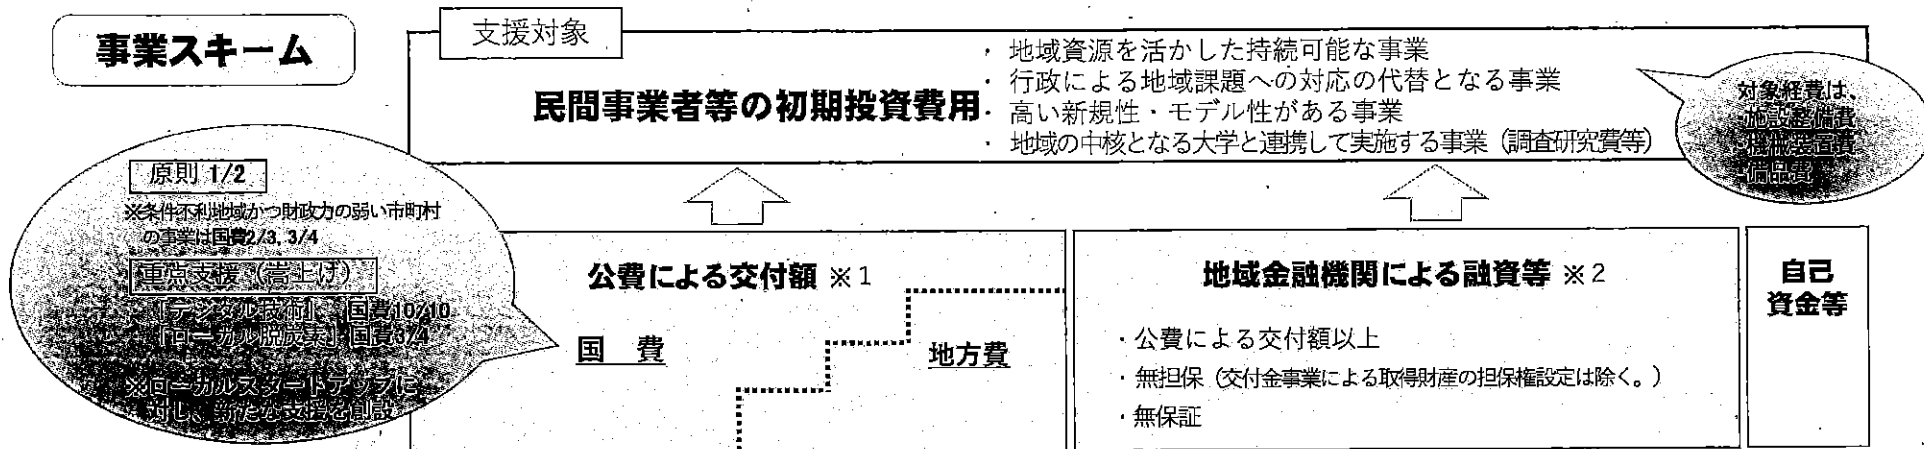 事業スキーム
支援対象
民間事業者等の初期投資費用
・ 地域資源を活かした持続可能な事業
・ 行政による地域課題への対応の代替となる事業
・ 高い新規性・モデル性がある事業
・ 地域の中核となる大学と連携して実施する事業（調査研究費等）
対象経費は、
・施設整備費
・機械装置費
・備品費
原則 1/2
※条件不利地域かつ財政力の弱い市町村
の事業は国費2/3, 3/4
重点支援（嵩上げ）
「デジタル技術」 国費10/10
「ローカル脱炭素」国費3/4
※ローカルスタートアップに
対し、新たな支援を創設
公費による交付額 ※1
国 費
地方費
地域金融機関による融資等 ※2
・公費による交付額以上
・無担保（交付金事業による取得財産の担保権設定は除く。）
・無保証
自己
資金等